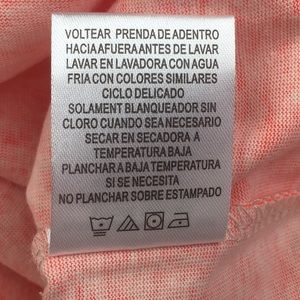 VOLTEAR PRENDA DE ADENTRO
HACIA AFUERA ANTES DE LAVAR
LAVAR EN LAVADORA CON AGUA
FRIA CON COLORES SIMILARES
CICLO DELICADO
SOLAMENT BLANQUEADOR SIN
CLORO CUANDO SEA NECESARIO
SECAR EN SECADORA A
TEMPERATURA BAJA
PLANCHAR A BAJA TEMPERATURA
SI SE NECESITA
NO PLANCHAR SOBRE ESTAMPADO